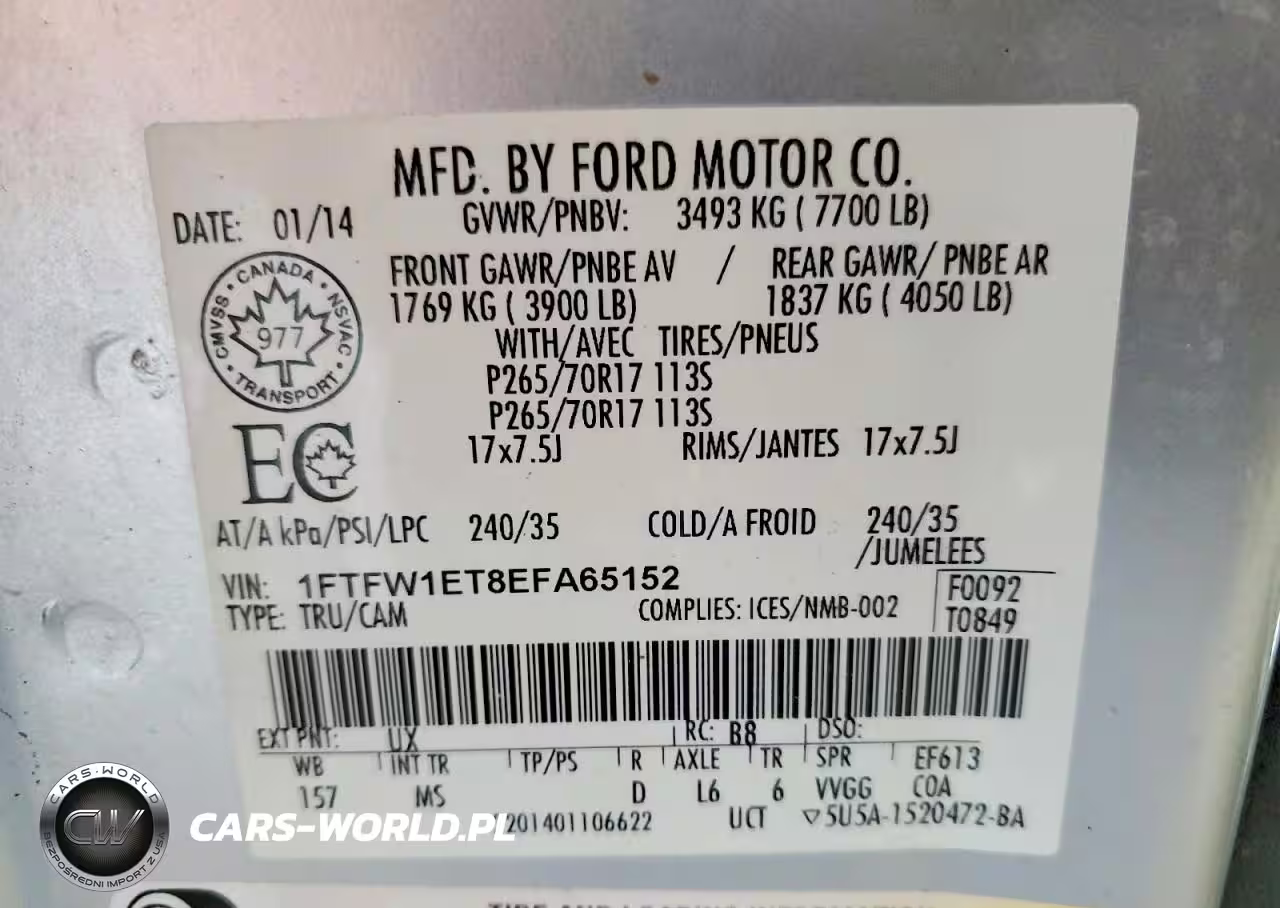 MFD. BY FORD MOTOR CO.
DATE: 01/14
GVWR/PNBV: 3493 KG ( 7700 LB)
FRONT GAWR/PNBE AV / REAR GAWR/ PNBE AR
1769 KG ( 3900 LB) 1837 KG ( 4050 LB)
WITH/AVEC TIRES/PNEUS
P265/70R17 113S
P265/70R17 113S
17x7.5J RIMS/JANTES 17x7.5J
CANADA
CMVSS • NSVAC
977
TRANSPORT
EC
AT/A kPa/PSI/LPC 240/35 COLD/A FROID 240/35
/JUMELEES
VIN: 1FTFW1ET8EFA65152
F0092
TYPE: TRU/CAM COMPLIES: ICES/NMB-002 T0849
EXT PNT: UX RC: B8 DSO:
WB INT TR TP/PS R AXLE TR SPR EF613
157 MS D L6 6 VVGG COA
201401106622 UCT ▽5U5A-1520472-BA
CARS-WORLD
CW
BEZPOŚREDNI IMPORT Z USA
CARS-WORLD.PL